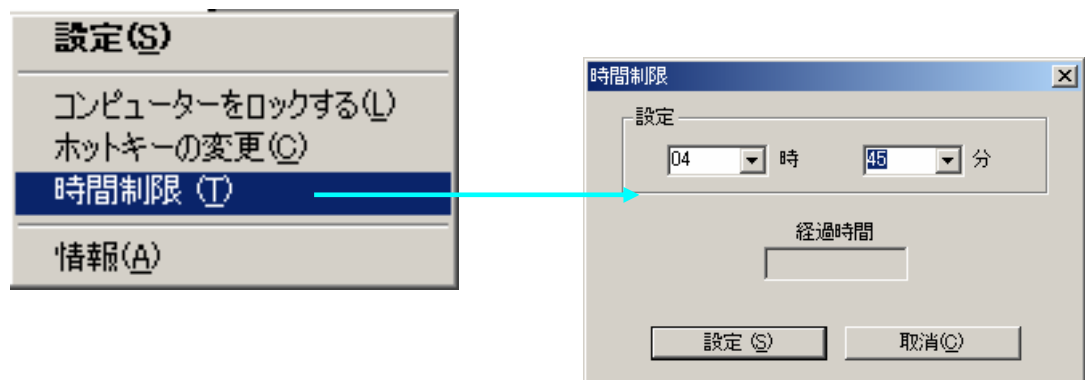 設定(S)
コンピューターをロックする(L)
ホットキーの変更(C)
時間制限 (T)
情報(A)
時間制限
設定
04 時 45 分
経過時間
設定 (S) 取消(C)